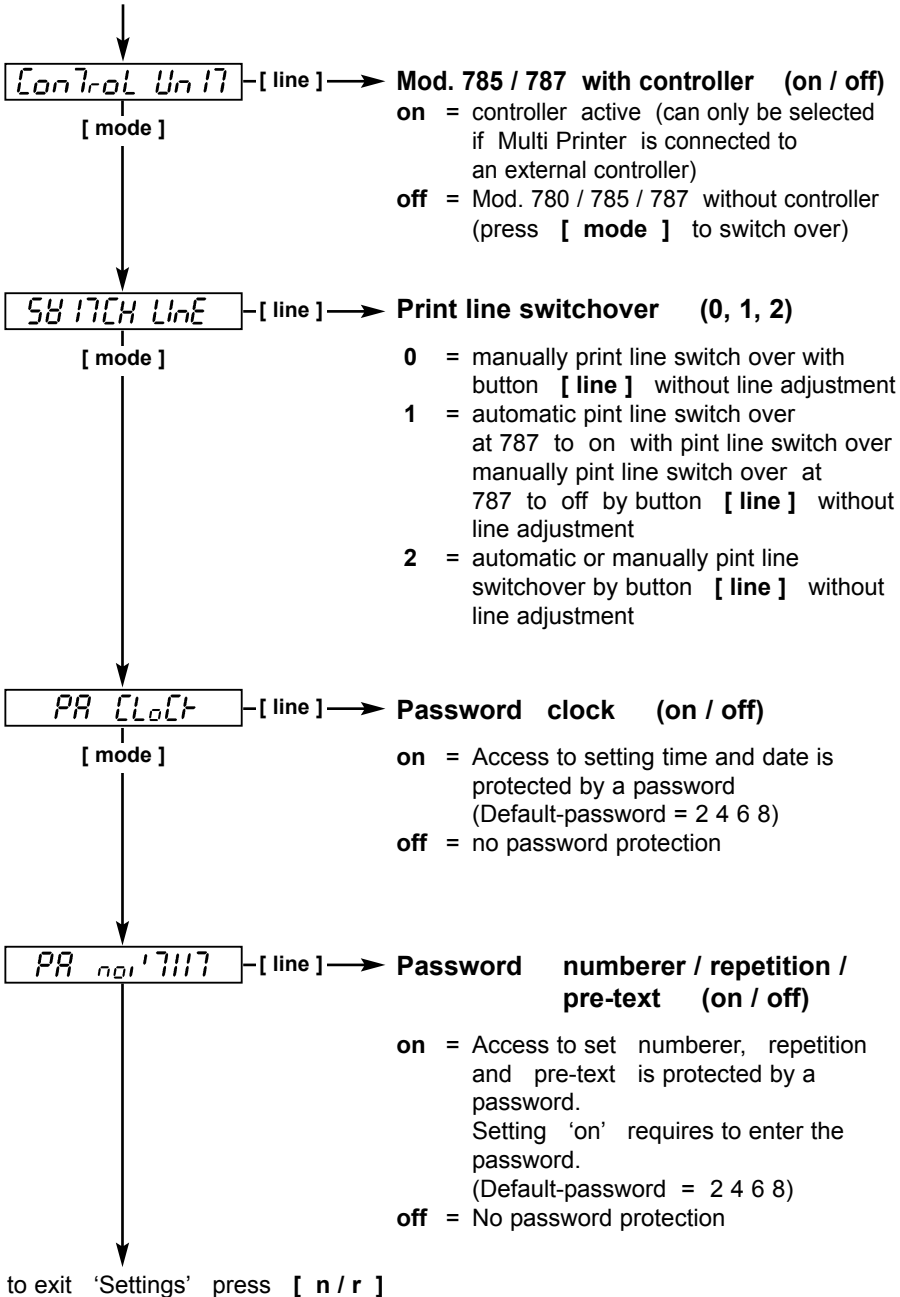 ConTroL UnIT –[ line ] Mod. 785 / 787 with controller (on / off)
[ mode ] on = controller active (can only be selected
if Multi Printer is connected to
an external controller)
off = Mod. 780 / 785 / 787 without controller
(press [ mode ] to switch over)
SWITCH LinE –[ line ] Print line switchover (0, 1, 2)
[ mode ]
0 = manually print line switch over with
button [ line ] without line adjustment
1 = automatic pint line switch over
at 787 to on with pint line switch over
manually pint line switch over at
787 to off by button [ line ] without
line adjustment
2 = automatic or manually pint line
switchover by button [ line ] without
line adjustment
PA CLoCk –[ line ] Password clock (on / off)
[ mode ] on = Access to setting time and date is
protected by a password
(Default-password = 2 4 6 8)
off = no password protection
PA –[ line ] Password numberer / repetition /
pre-text (on / off)
on = Access to set numberer, repetition
and pre-text is protected by a
password.
Setting 'on' requires to enter the
password.
(Default-password = 2 4 6 8)
off = No password protection
to exit 'Settings' press [ n / r ]